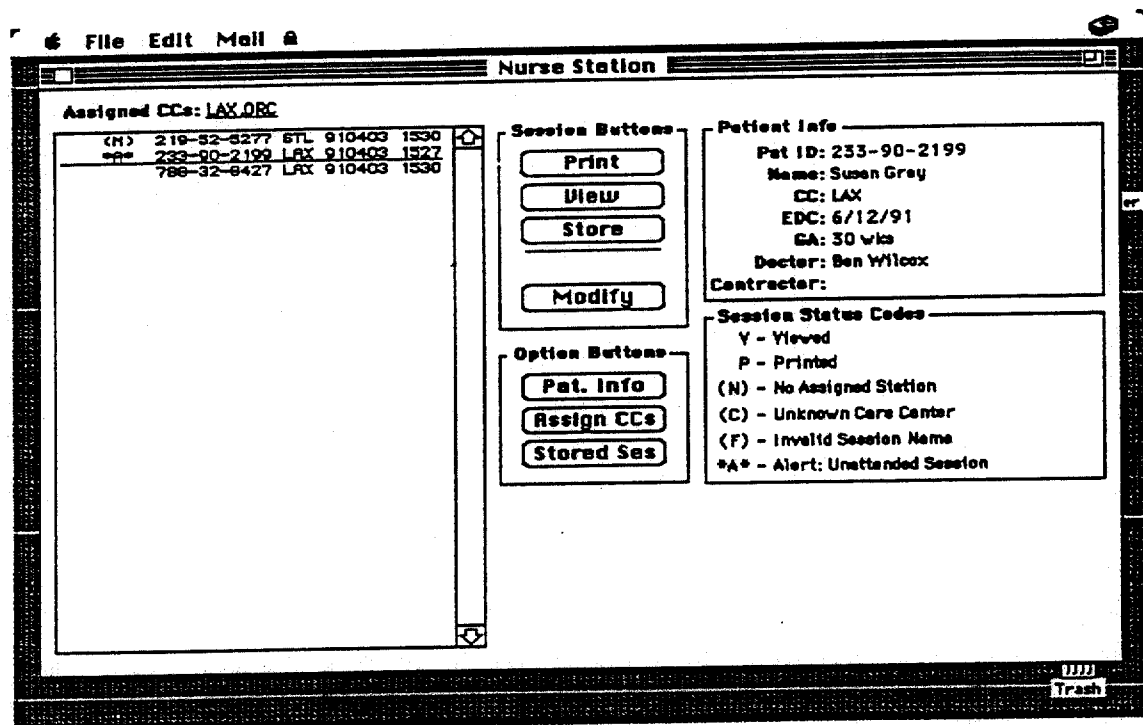 File Edit Mail
Nurse Station
Assigned CCs: LAX,ORC
(N) 219-52-5277 STL 910403 1530
*A* 233-90-2199 LAX 910403 1527
LAX 910403 1530
Session Buttons
Print
View
Store
Modify
Option Buttons
Pat. Info
Assign CCs
Stored Ses
Patient Info
Pat ID: 233-90-2199
Name: Susan Gray
CC: LAX
EDC: 6/12/91
GA: 30 wks
Doctor: Ben Wilcox
Contractor:
Session Status Codes
V - Viewed
P - Printed
(N) - No Assigned Station
(C) - Unknown Care Center
(F) - Invalid Session Name
*A* - Alert: Unattended Session
er
Trash